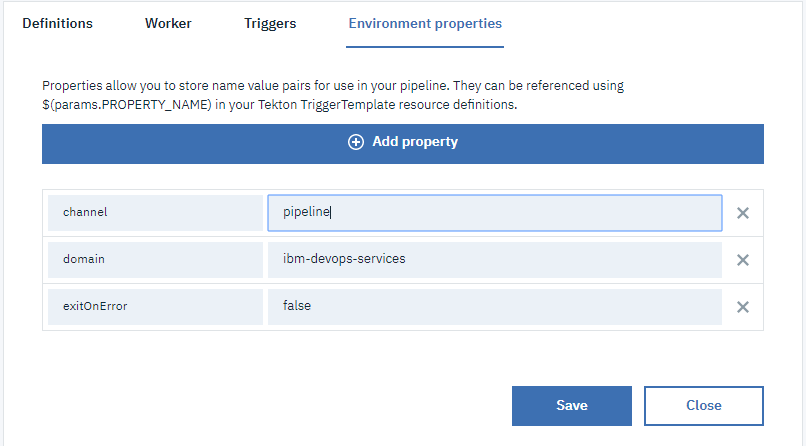 Definitions Worker Triggers Environment properties
Properties allow you to store name value pairs for use in your pipeline. They can be referenced using
$(params.PROPERTY_NAME) in your Tekton TriggerTemplate resource definitions.
Add property
channel pipeline
domain ibm-devops-services
exitOnError false
Save Close